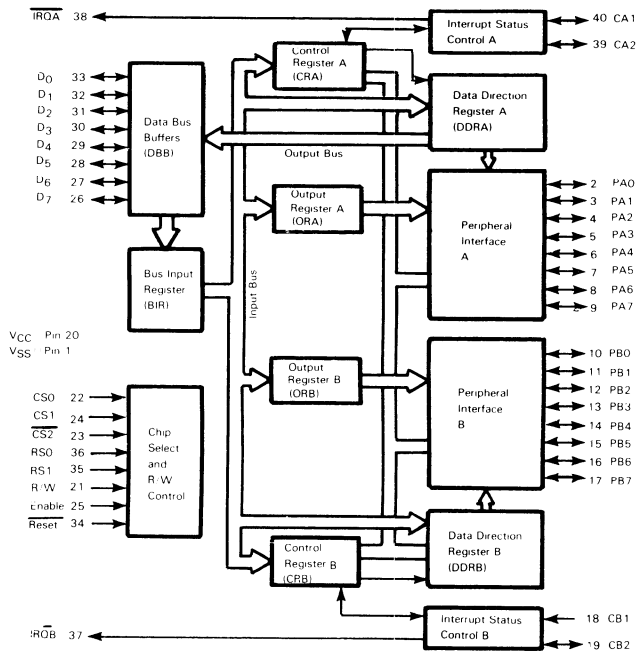 IRQA 38
Interrupt Status
Control A
40 CA1
39 CA2
Control
Register A
(CRA)
D0 33
D1 32
D2 31
D3 30
D4 29
D5 28
D6 27
D7 26
Data Bus
Buffers
(DBB)
Data Direction
Register A
(DDRA)
Output Bus
Output
Register A
(ORA)
Peripheral
Interface
A
2 PA0
3 PA1
4 PA2
5 PA3
6 PA4
7 PA5
8 PA6
9 PA7
Bus Input
Register
(BIR)
Input Bus
VCC Pin 20
VSS Pin 1
Output
Register B
(ORB)
Peripheral
Interface
B
10 PB0
11 PB1
12 PB2
13 PB3
14 PB4
15 PB5
16 PB6
17 PB7
CS0 22
CS1 24
CS2 23
RS0 36
RS1 35
R/W 21
Enable 25
Reset 34
Chip
Select
and
R/W
Control
Control
Register B
(CRB)
Data Direction
Register B
(DDRB)
IRQB 37
Interrupt Status
Control B
18 CB1
19 CB2